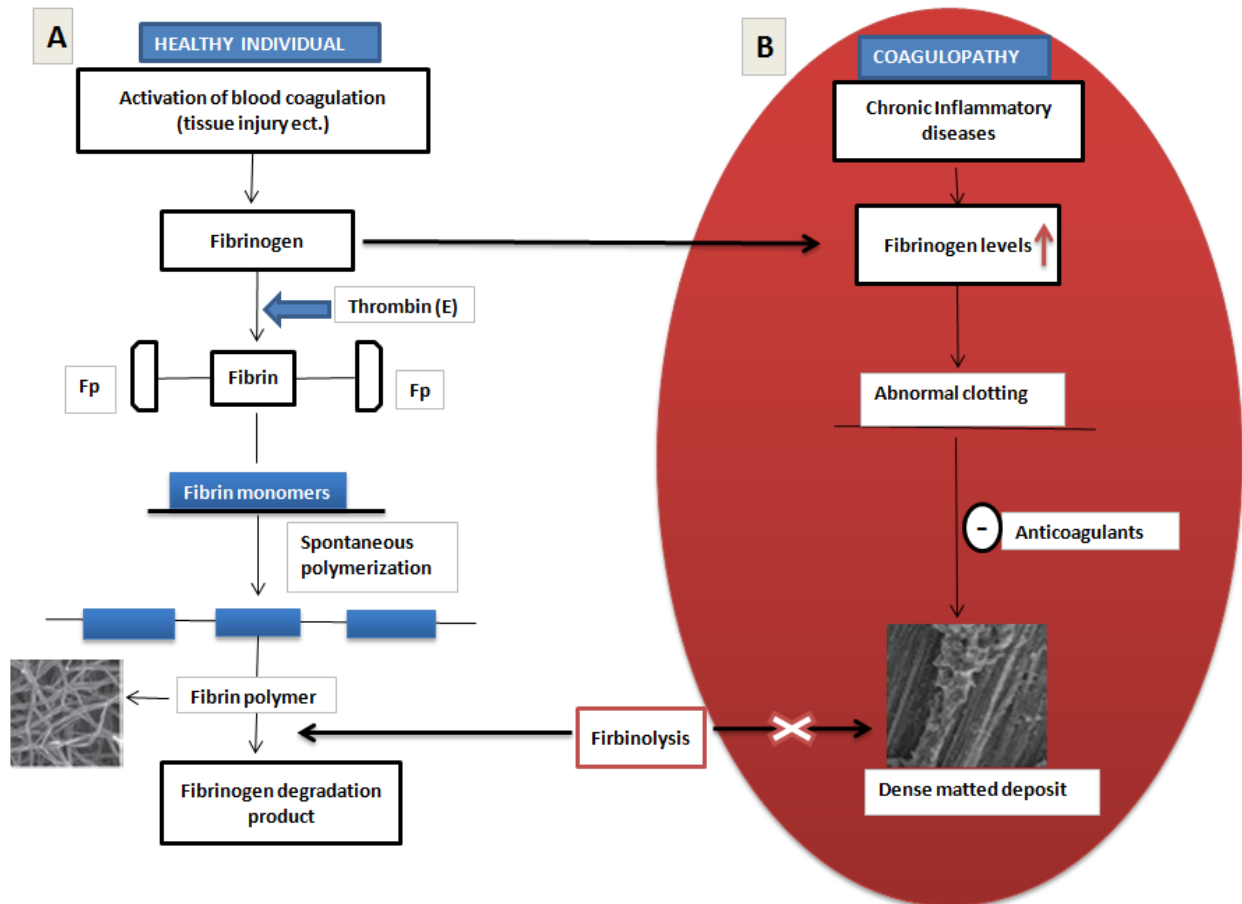 A
HEALTHY INDIVIDUAL
Activation of blood coagulation
(tissue injury ect.)
Fibrinogen
Thrombin (E)
Fp
Fibrin
Fp
Fibrin monomers
Spontaneous
polymerization
Fibrin polymer
Fibrinogen degradation
product
Firbinolysis
B
COAGULOPATHY
Chronic Inflammatory
diseases
Fibrinogen levels
Abnormal clotting
-
Anticoagulants
Dense matted deposit